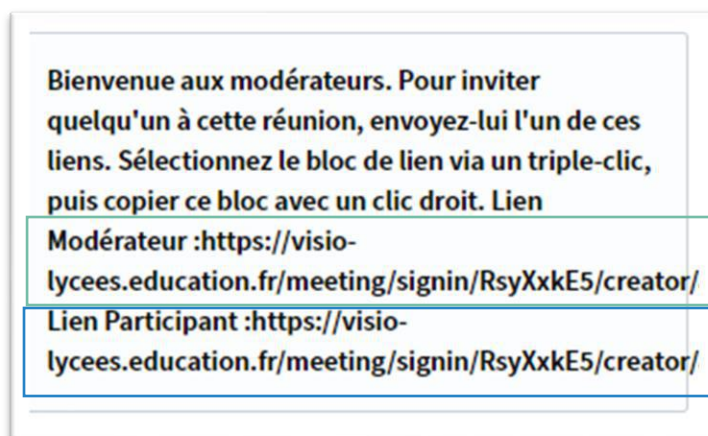 Bienvenue aux modérateurs. Pour inviter
quelqu'un à cette réunion, envoyez-lui l'un de ces
liens. Sélectionnez le bloc de lien via un triple-clic,
puis copier ce bloc avec un clic droit. Lien
Modérateur :https://visio-
lycees.education.fr/meeting/signin/RsyXxkE5/creator/
Lien Participant :https://visio-
lycees.education.fr/meeting/signin/RsyXxkE5/creator/